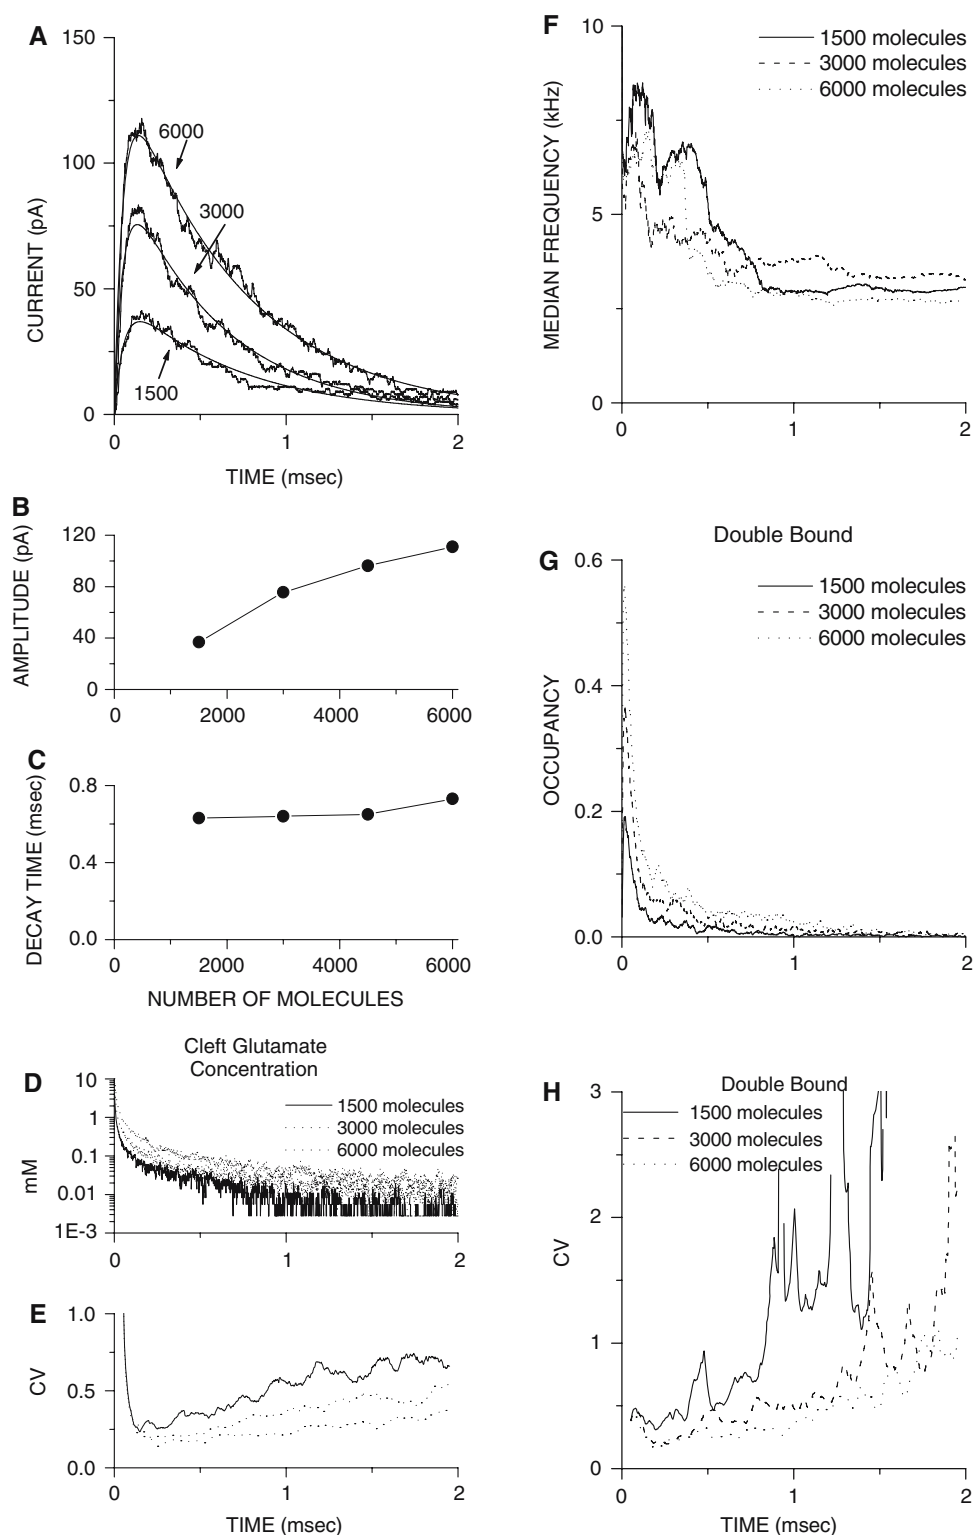 A
150
100
50
0
CURRENT (pA)
6000
3000
1500
0
1
2
TIME (msec)
B
120
80
40
0
AMPLITUDE (pA)
0
2000
4000
6000
C
0.8
0.4
0.0
DECAY TIME (msec)
0
2000
4000
6000
NUMBER OF MOLECULES
Cleft Glutamate
Concentration
D
10
1
0.1
0.01
1E-3
mM
1500 molecules
3000 molecules
6000 molecules
0
1
2
E
1.0
0.5
0.0
CV
0
1
2
TIME (msec)
F
10
5
0
MEDIAN FREQUENCY (kHz)
1500 molecules
3000 molecules
6000 molecules
0
1
2
Double Bound
G
0.6
0.4
0.2
0.0
OCCUPANCY
1500 molecules
3000 molecules
6000 molecules
0
1
2
H
3
2
1
0
CV
Double Bound
1500 molecules
3000 molecules
6000 molecules
0
1
2
TIME (msec)